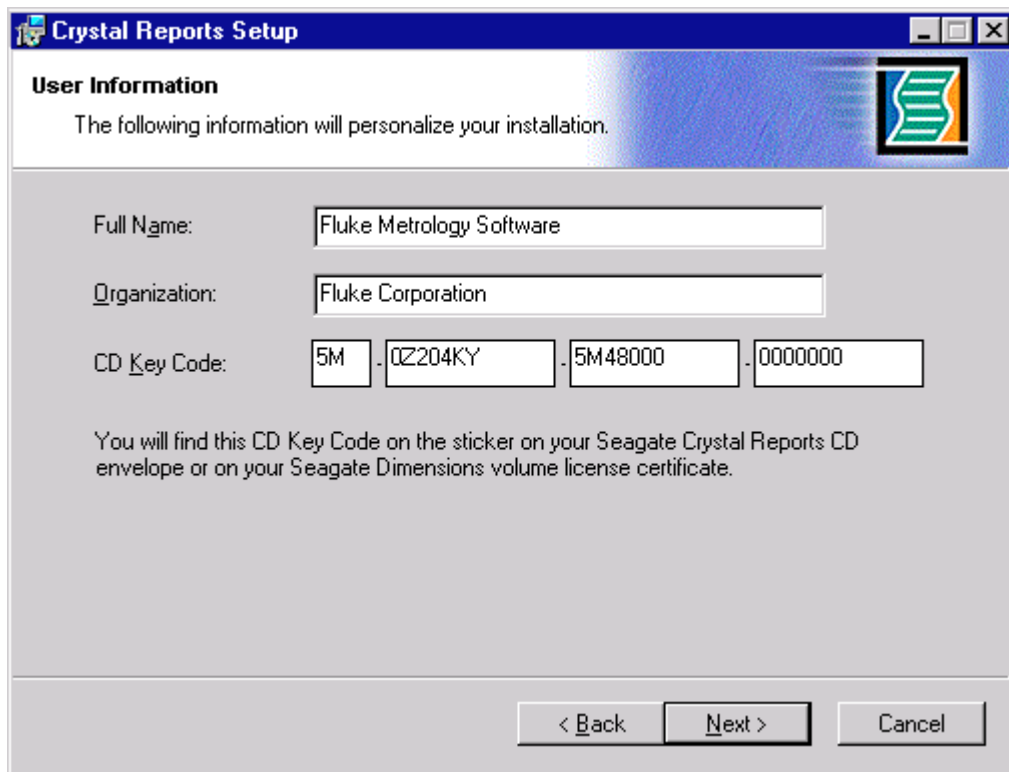 Crystal Reports Setup
User Information
The following information will personalize your installation.
Full Name: Fluke Metrology Software
Organization: Fluke Corporation
CD Key Code: 5M - 0Z204KY - 5M48000 - 0000000
You will find this CD Key Code on the sticker on your Seagate Crystal Reports CD
envelope or on your Seagate Dimensions volume license certificate.
< Back Next > Cancel